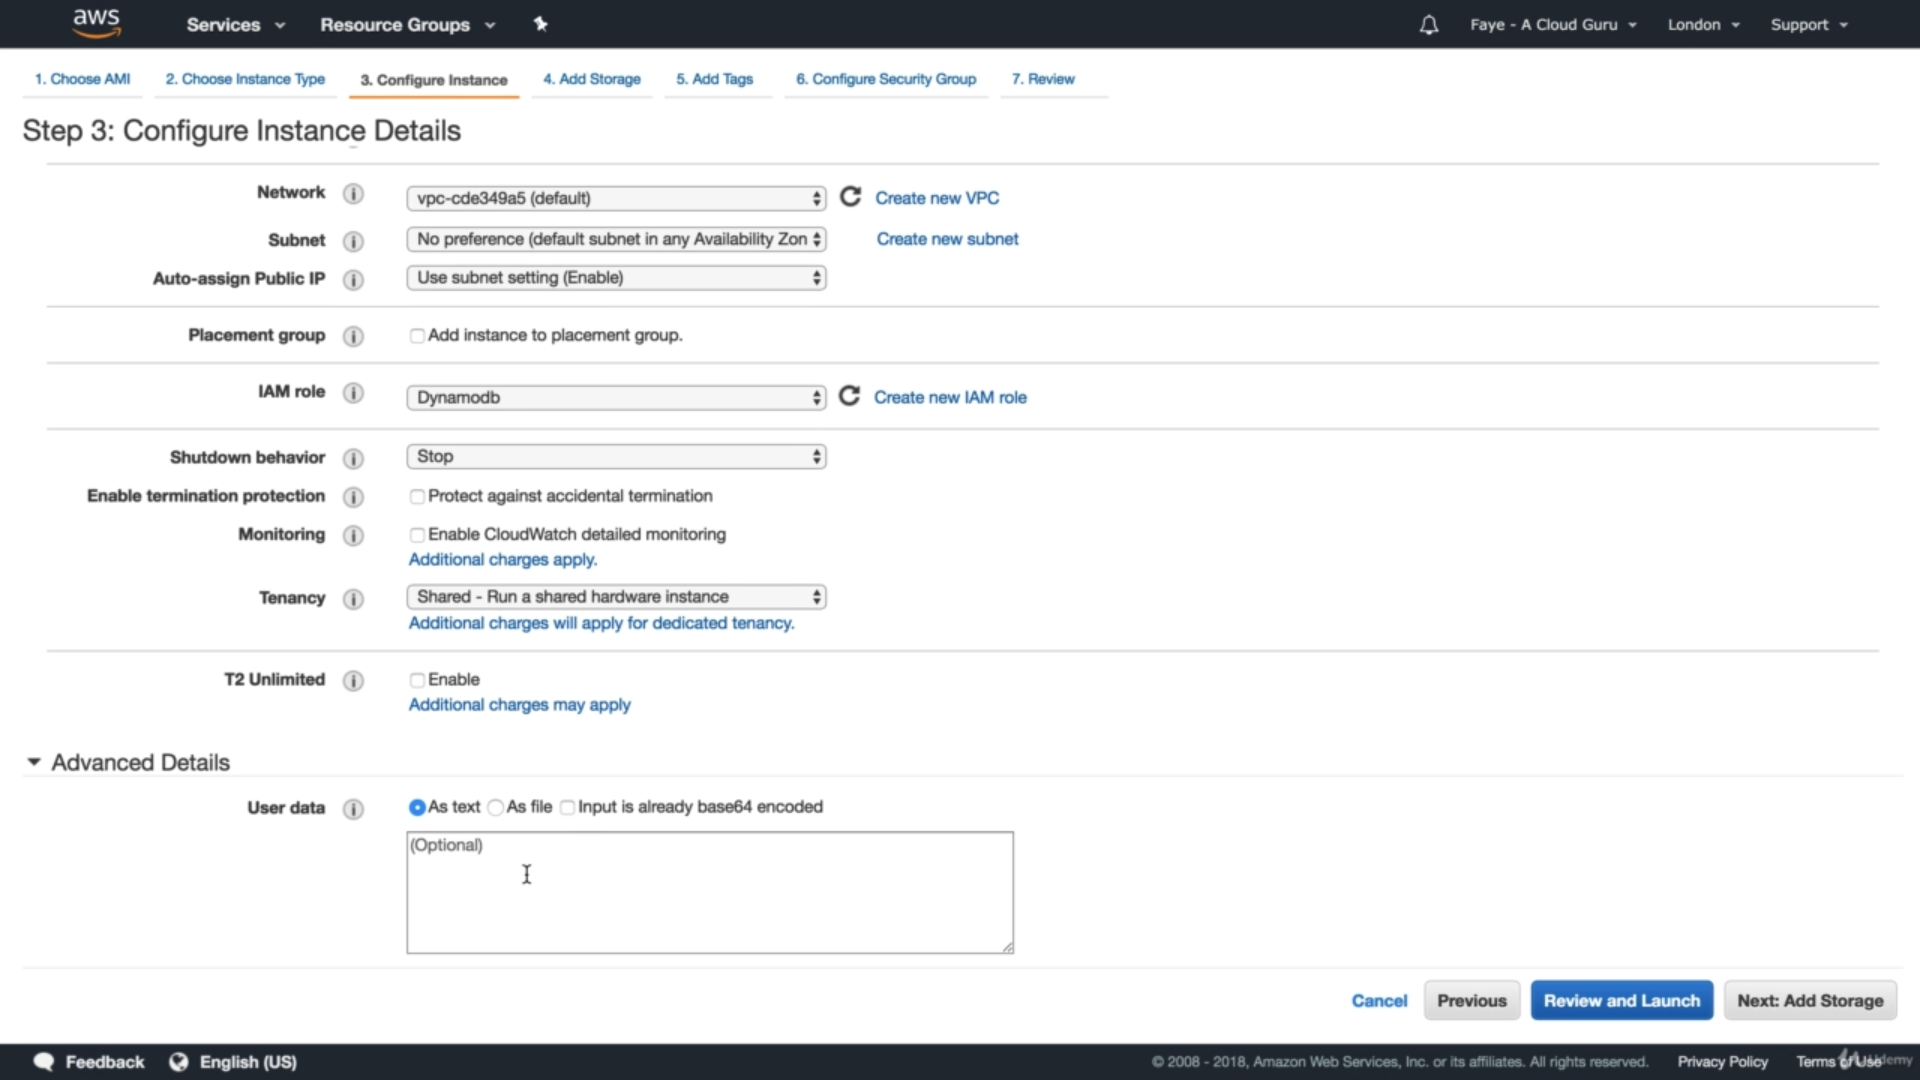 aws Services Resource Groups Faye - A Cloud Guru London Support
1. Choose AMI 2. Choose Instance Type 3. Configure Instance 4. Add Storage 5. Add Tags 6. Configure Security Group 7. Review
Step 3: Configure Instance Details
Network i vpc-cde349a5 (default) Create new VPC
Subnet i No preference (default subnet in any Availability Zon Create new subnet
Auto-assign Public IP i Use subnet setting (Enable)
Placement group i Add instance to placement group.
IAM role i Dynamodb Create new IAM role
Shutdown behavior i Stop
Enable termination protection i Protect against accidental termination
Monitoring i Enable CloudWatch detailed monitoring
Additional charges apply.
Tenancy i Shared - Run a shared hardware instance
Additional charges will apply for dedicated tenancy.
T2 Unlimited i Enable
Additional charges may apply
Advanced Details
User data i As text As file Input is already base64 encoded
(Optional)
Cancel Previous Review and Launch Next: Add Storage
Feedback English (US) © 2008 - 2018, Amazon Web Services, Inc. or its affiliates. All rights reserved. Privacy Policy Terms of Use Udemy